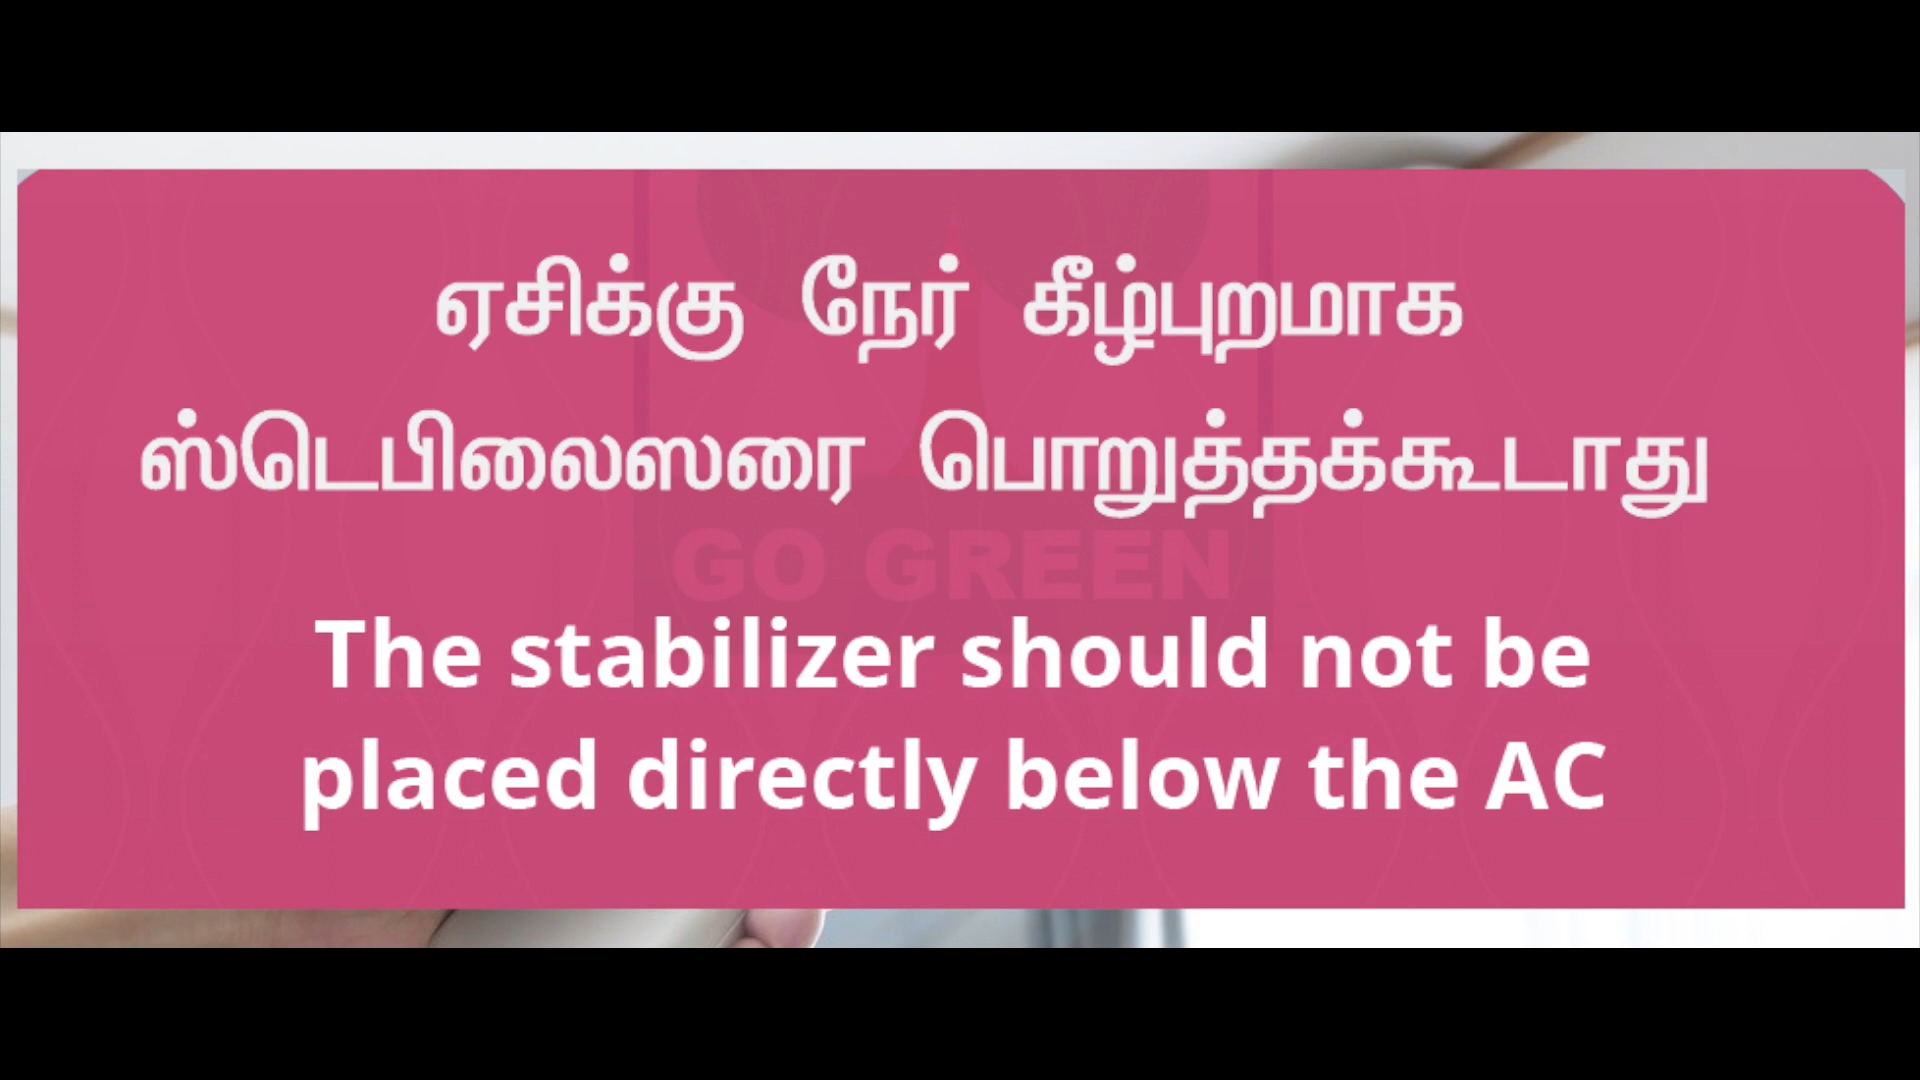 ஏசிக்கு நேர் கீழ்புறமாக
ஸ்டெபிலைஸரை பொறுத்தக்கூடாது
GO GREEN
The stabilizer should not be
placed directly below the AC